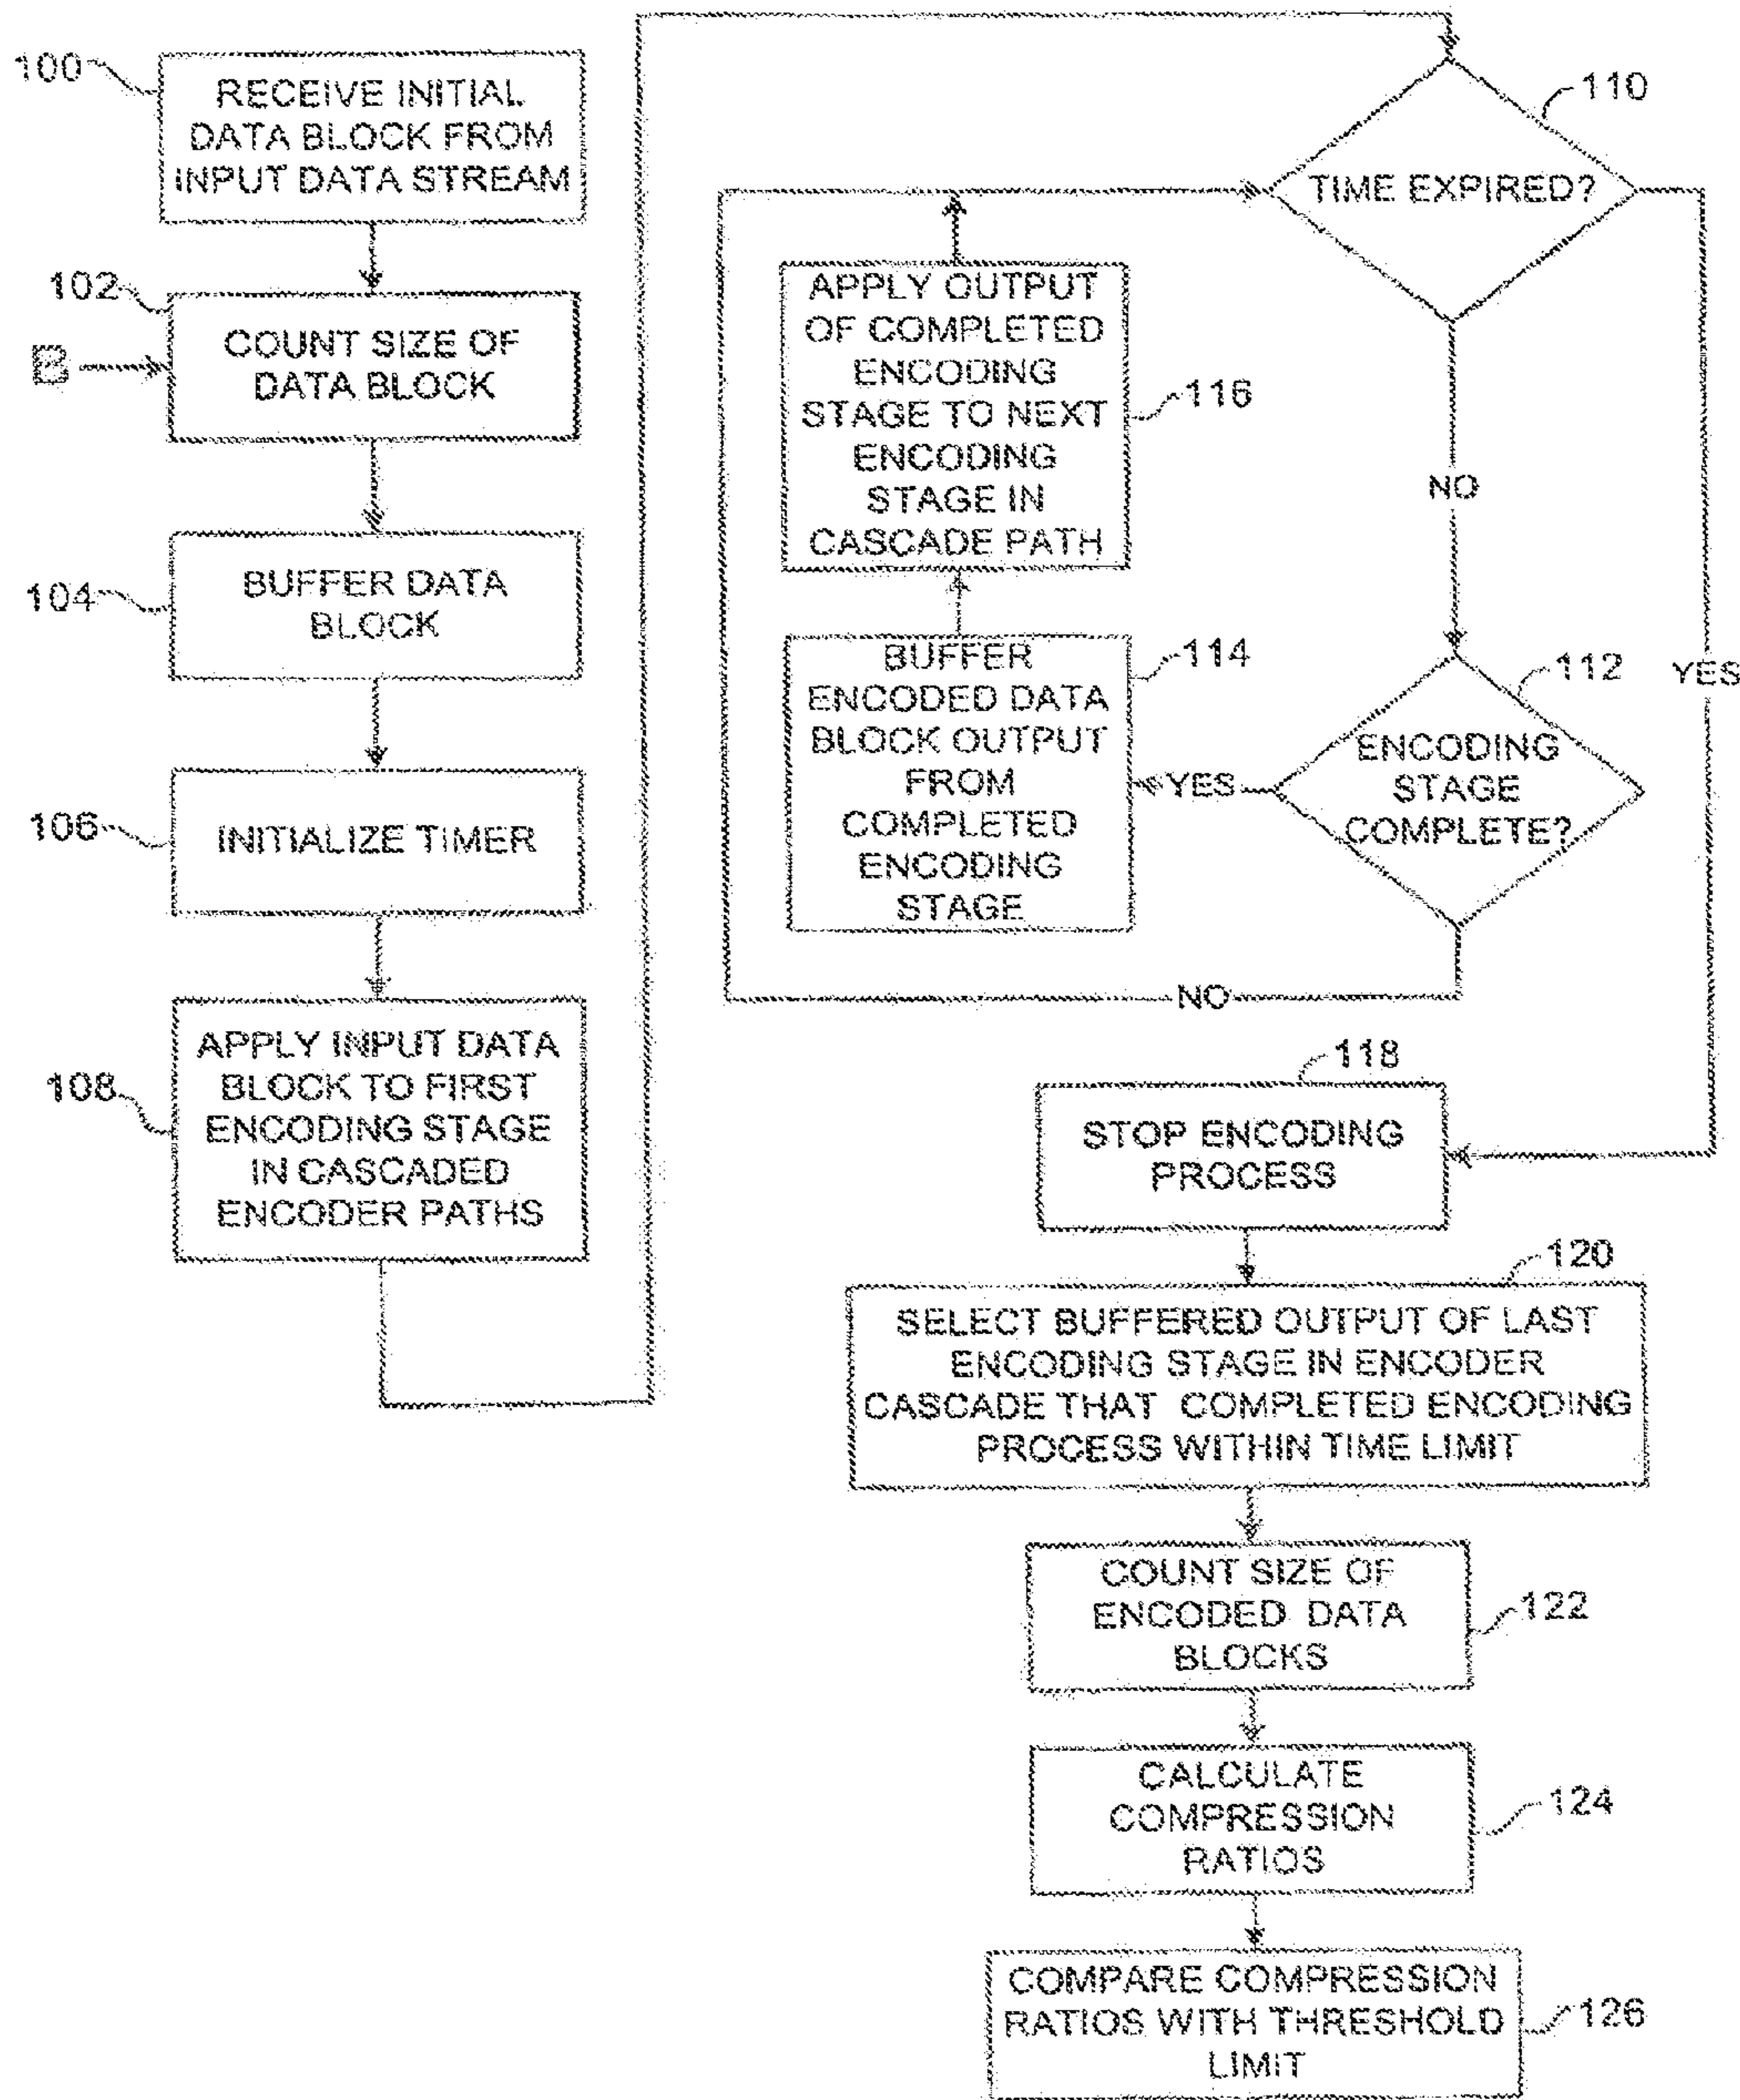 100
RECEIVE INITIAL
DATA BLOCK FROM
INPUT DATA STREAM
102
B
COUNT SIZE OF
DATA BLOCK
104
BUFFER DATA
BLOCK
106
INITIALIZE TIMER
108
APPLY INPUT DATA
BLOCK TO FIRST
ENCODING STAGE
IN CASCADED
ENCODER PATHS
110
TIME EXPIRED?
NO
YES
112
ENCODING
STAGE
COMPLETE?
YES
NO
114
BUFFER
ENCODED DATA
BLOCK OUTPUT
FROM
COMPLETED
ENCODING
STAGE
116
APPLY OUTPUT
OF COMPLETED
ENCODING
STAGE TO NEXT
ENCODING
STAGE IN
CASCADE PATH
118
STOP ENCODING
PROCESS
120
SELECT BUFFERED OUTPUT OF LAST
ENCODING STAGE IN ENCODER
CASCADE THAT COMPLETED ENCODING
PROCESS WITHIN TIME LIMIT
122
COUNT SIZE OF
ENCODED DATA
BLOCKS
124
CALCULATE
COMPRESSION
RATIOS
126
COMPARE COMPRESSION
RATIOS WITH THRESHOLD
LIMIT